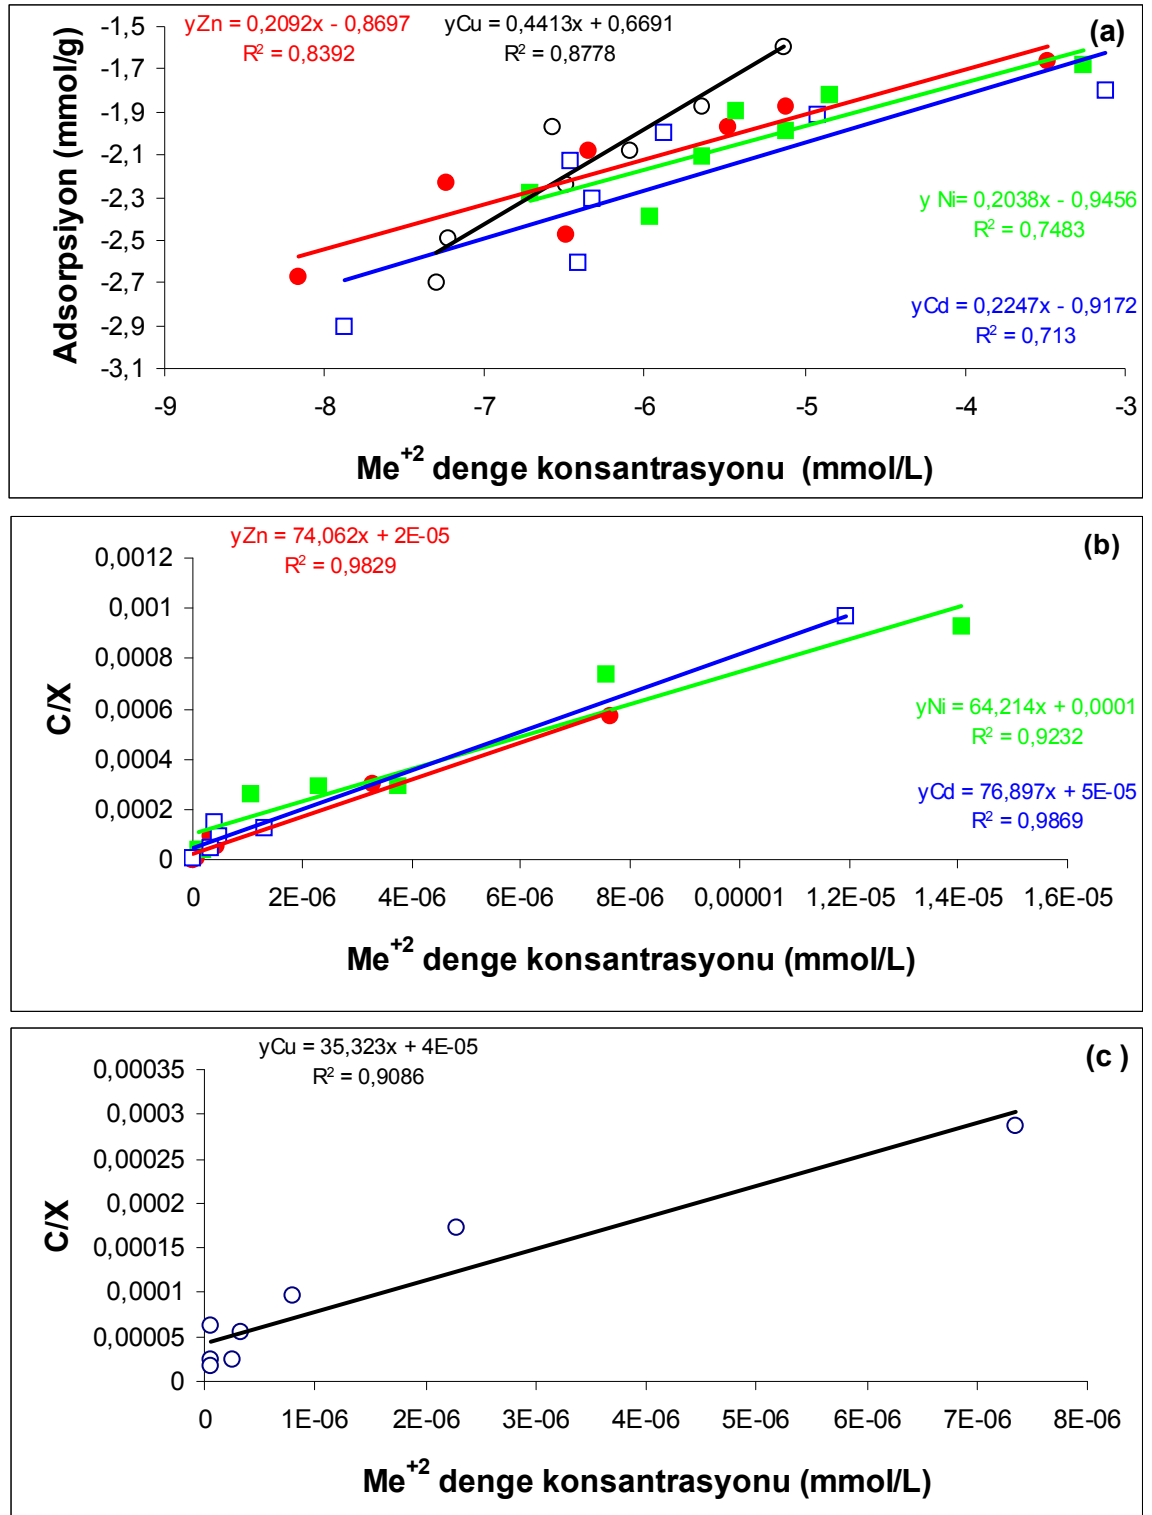 yZn = 0,2092x - 0,8697
R² = 0,8392
yCu = 0,4413x + 0,6691
R² = 0,8778
(a)
Adsorpsiyon (mmol/g)
-1,5
-1,7
-1,9
-2,1
-2,3
-2,5
-2,7
-2,9
-3,1
y Ni= 0,2038x - 0,9456
R² = 0,7483
yCd = 0,2247x - 0,9172
R² = 0,713
-9 -8 -7 -6 -5 -4 -3
Me⁺² denge konsantrasyonu (mmol/L)
yZn = 74,062x + 2E-05
R² = 0,9829
(b)
C/X
0,0012
0,001
0,0008
0,0006
0,0004
0,0002
0
yNi = 64,214x + 0,0001
R² = 0,9232
yCd = 76,897x + 5E-05
R² = 0,9869
0 2E-06 4E-06 6E-06 8E-06 0,00001 1,2E-05 1,4E-05 1,6E-05
Me⁺² denge konsantrasyonu (mmol/L)
yCu = 35,323x + 4E-05
R² = 0,9086
(c )
C/X
0,00035
0,0003
0,00025
0,0002
0,00015
0,0001
0,00005
0
0 1E-06 2E-06 3E-06 4E-06 5E-06 6E-06 7E-06 8E-06
Me⁺² denge konsantrasyonu (mmol/L)